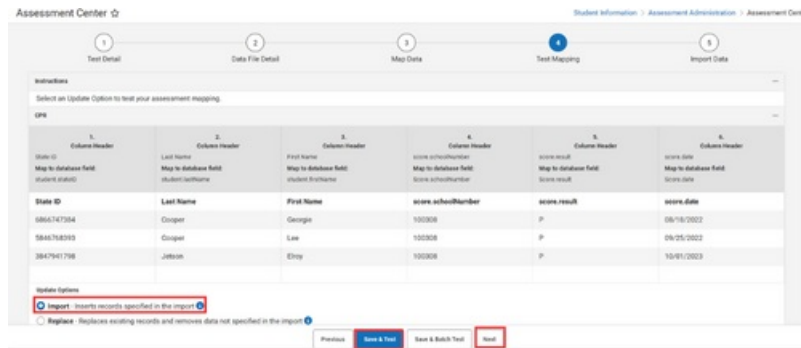 Assessment Center ☆
Student Information > Assessment Administration > Assessment Cen
1 2 3 4 5
Test Detail Data File Detail Map Data Test Mapping Import Data
Instructions
Select an Update Option to test your assessment mapping.
CPR
1. 2. 3. 4. 5. 6.
Column Header Column Header Column Header Column Header Column Header Column Header
State ID Last Name First Name score.schoolNumber score.result score.date
Map to database field: Map to database field: Map to database field: Map to database field: Map to database field: Map to database field:
student.stateID student.lastName student.firstName Score.schoolNumber Score.result Score.date
State ID Last Name First Name score.schoolNumber score.result score.date
6866747384 Cooper Georgie 100308 P 08/18/2022
5846768393 Cooper Lee 100308 P 09/25/2022
3847941798 Jetson Elroy 100308 P 10/01/2023
Update Options
Import - Inserts records specified in the import
Replace - Replaces existing records and removes data not specified in the import
Previous Save & Test Save & Batch Test Next